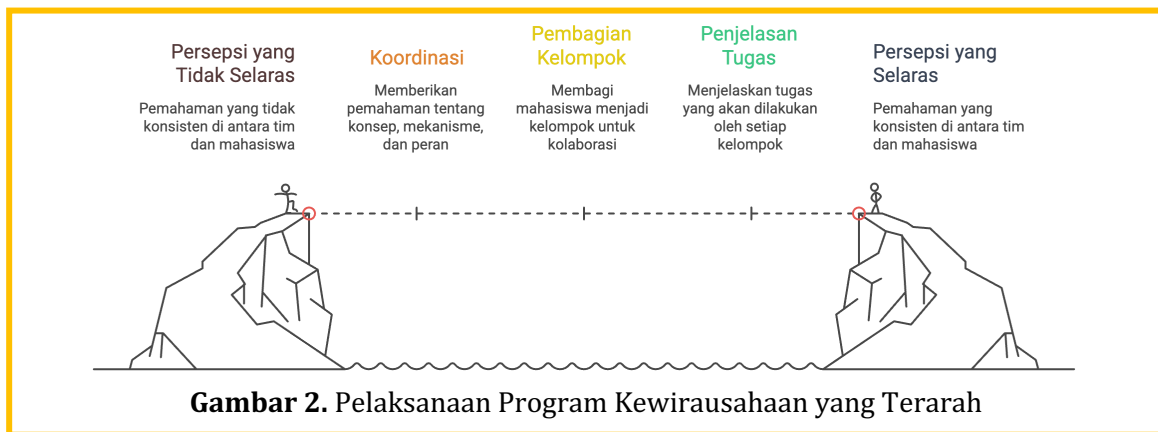 Persepsi yang
Tidak Selaras
Pemahaman yang tidak
konsisten di antara tim
dan mahasiswa
Koordinasi
Memberikan
pemahaman tentang
konsep, mekanisme,
dan peran
Pembagian
Kelompok
Membagi
mahasiswa menjadi
kelompok untuk
kolaborasi
Penjelasan
Tugas
Menjelaskan tugas
yang akan dilakukan
oleh setiap
kelompok
Persepsi yang
Selaras
Pemahaman yang
konsisten di antara tim
dan mahasiswa
Gambar 2. Pelaksanaan Program Kewirausahaan yang Terarah